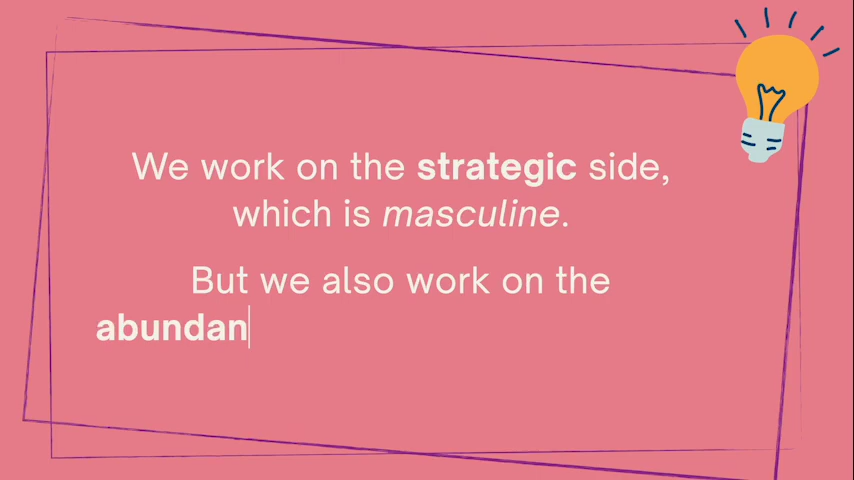 We work on the strategic side,
which is masculine.
But we also work on the
abundan